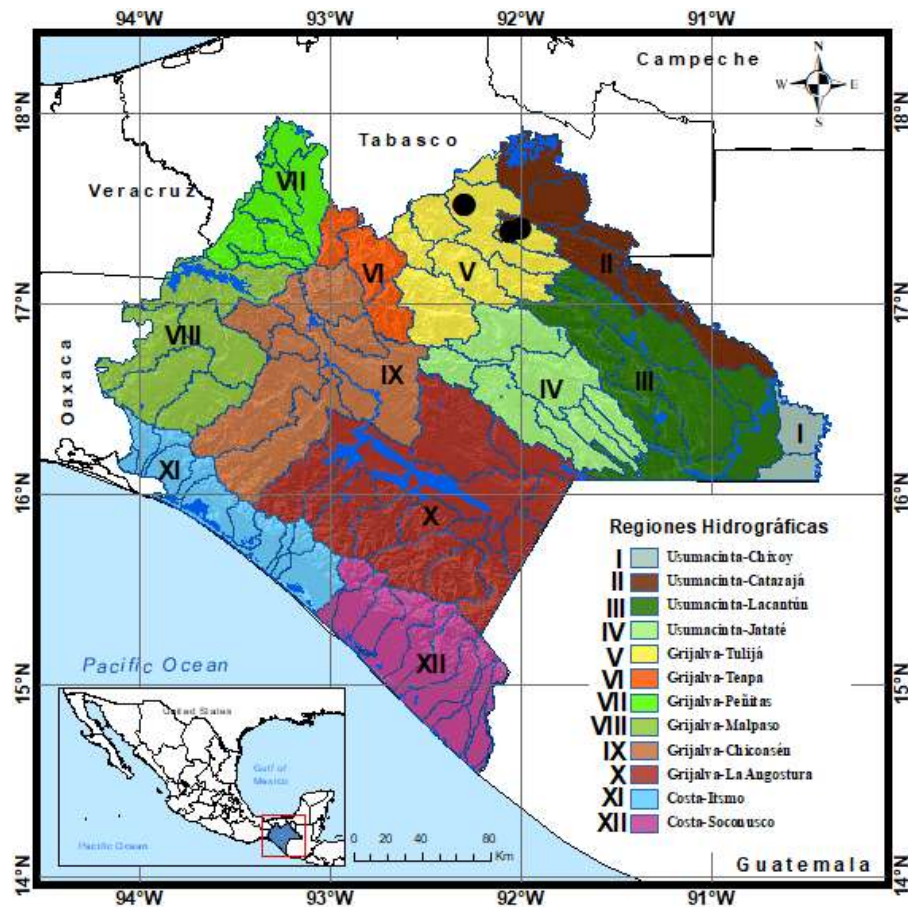 94°W 93°W 92°W 91°W
Campeche
N
W E
S
18°N 18°N
Tabasco
VII
Veracruz
II
VI V
17°N 17°N
VIII
Oaxaca
IX
IV III
I
XI
16°N 16°N
X
Regiones Hidrográficas
I Usumacinta-Chixoy
II Usumacinta-Catazajá
III Usumacinta-Lacantún
IV Usumacinta-Jataté
V Grijalva-Tulijá
VI Grijalva-Teapa
VII Grijalva-Peñitas
VIII Grijalva-Malpaso
IX Grijalva-Chicoasén
X Grijalva-La Angostura
XI Costa-Itsmo
XII Costa-Soconusco
XII
Pacific Ocean
15°N 15°N
United States
Gulf of
Mexico
Pacific Ocean
0 20 40 60 80
Km
Guatemala
14°N 14°N
94°W 93°W 92°W 91°W